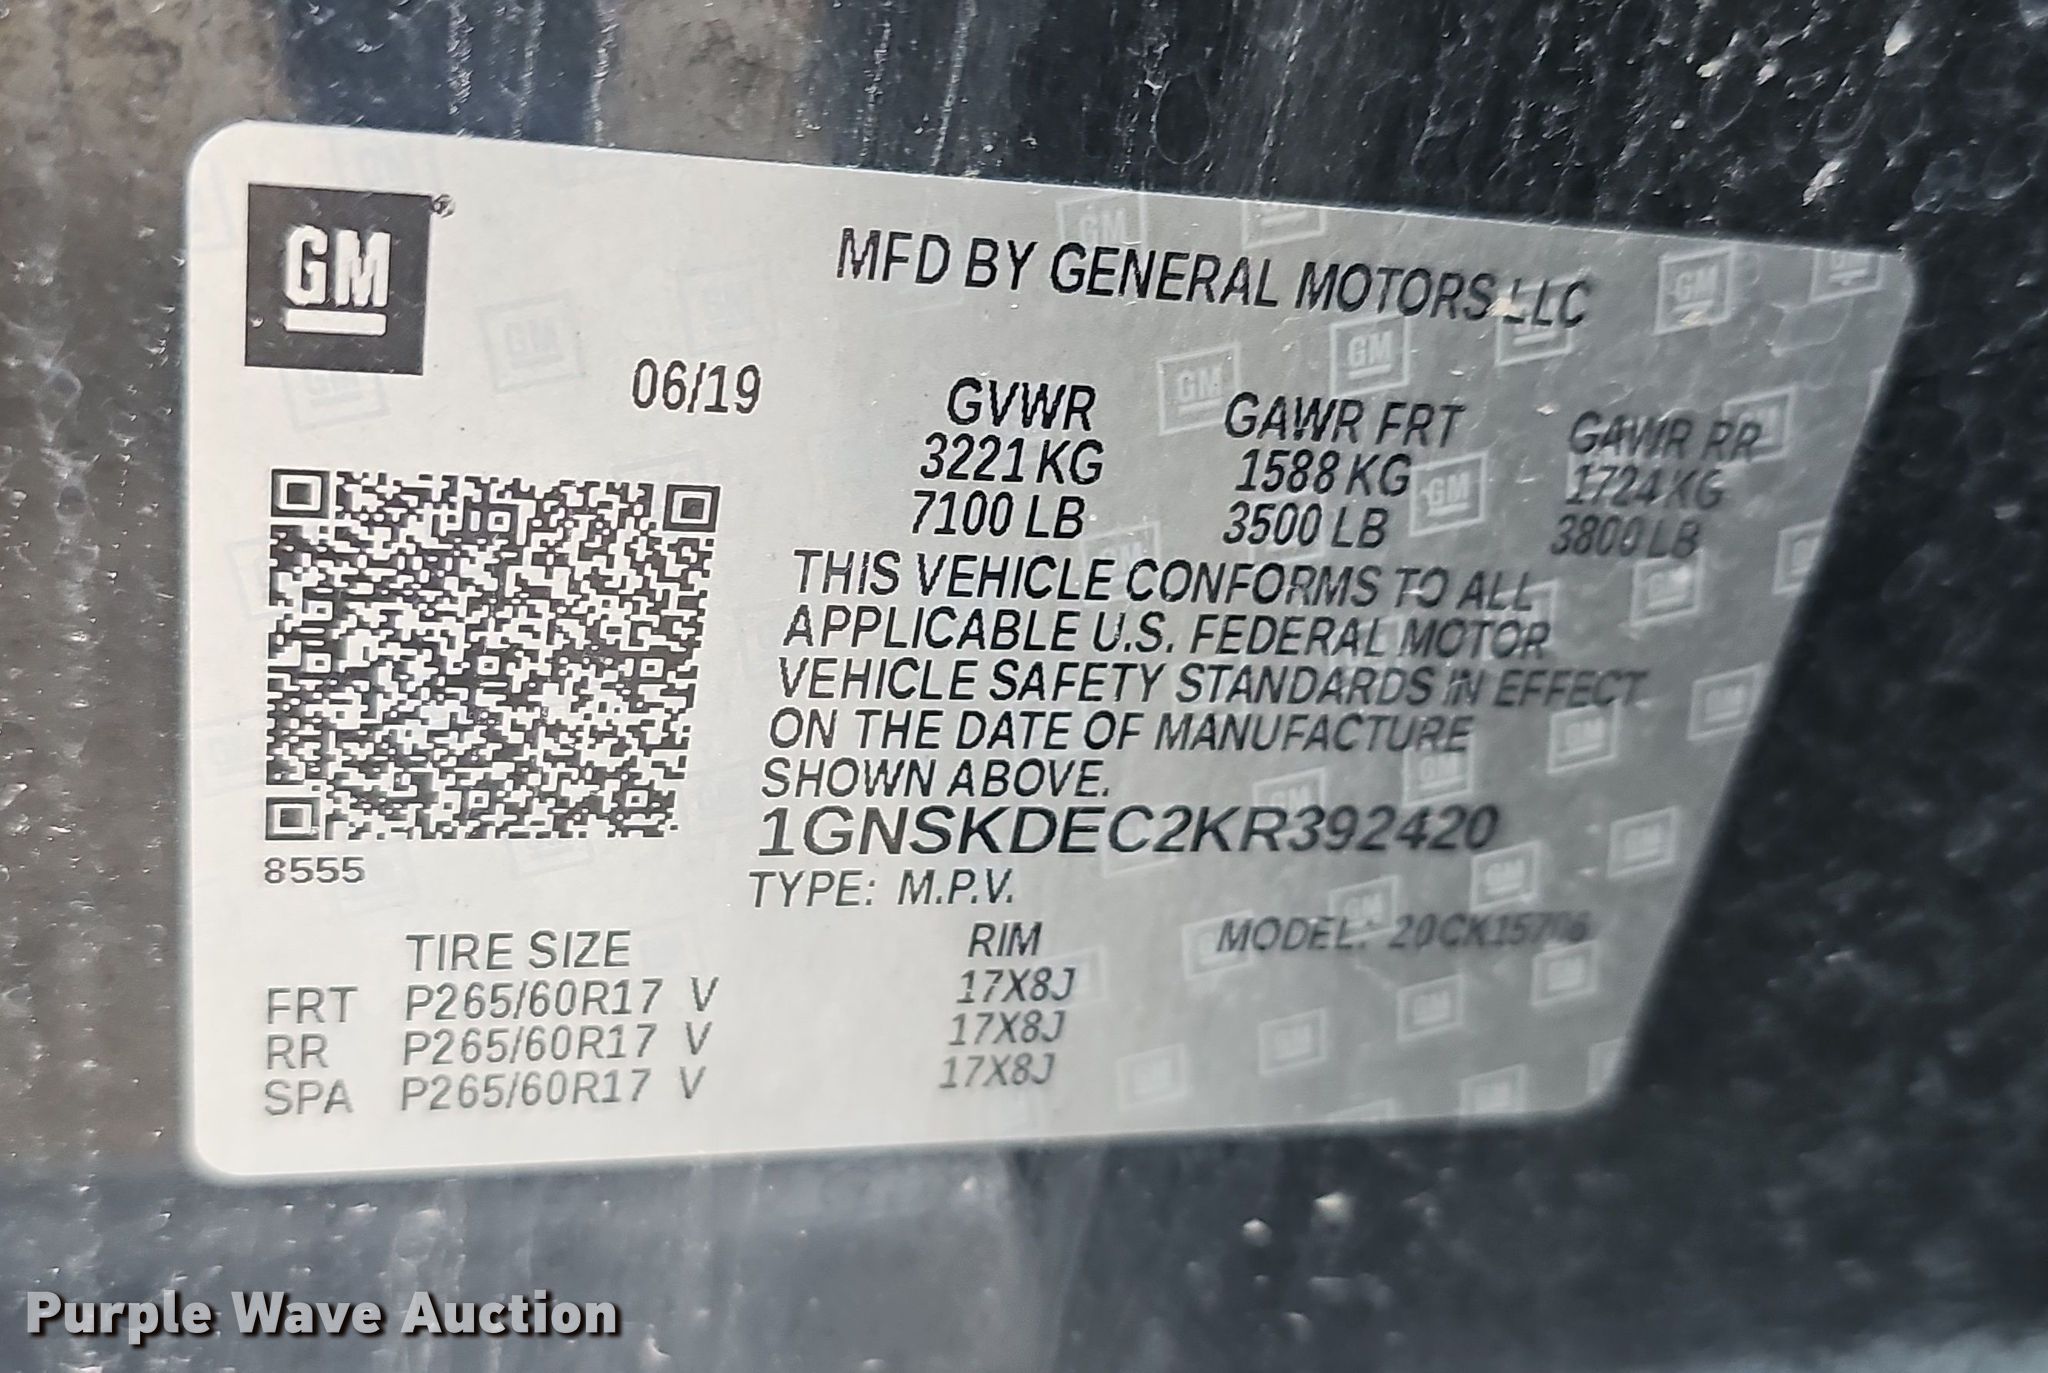 GM
MFD BY GENERAL MOTORS LLC
06/19
GVWR GAWR FRT GAWR RR
3221 KG 1588 KG 1724 KG
7100 LB 3500 LB 3800 LB
THIS VEHICLE CONFORMS TO ALL
APPLICABLE U.S. FEDERAL MOTOR
VEHICLE SAFETY STANDARDS IN EFFECT
ON THE DATE OF MANUFACTURE
SHOWN ABOVE.
1GNSKDEC2KR392420
8555
TYPE: M.P.V.
TIRE SIZE RIM MODEL: 20CK15706
FRT P265/60R17 V 17X8J
RR P265/60R17 V 17X8J
SPA P265/60R17 V 17X8J
Purple Wave Auction